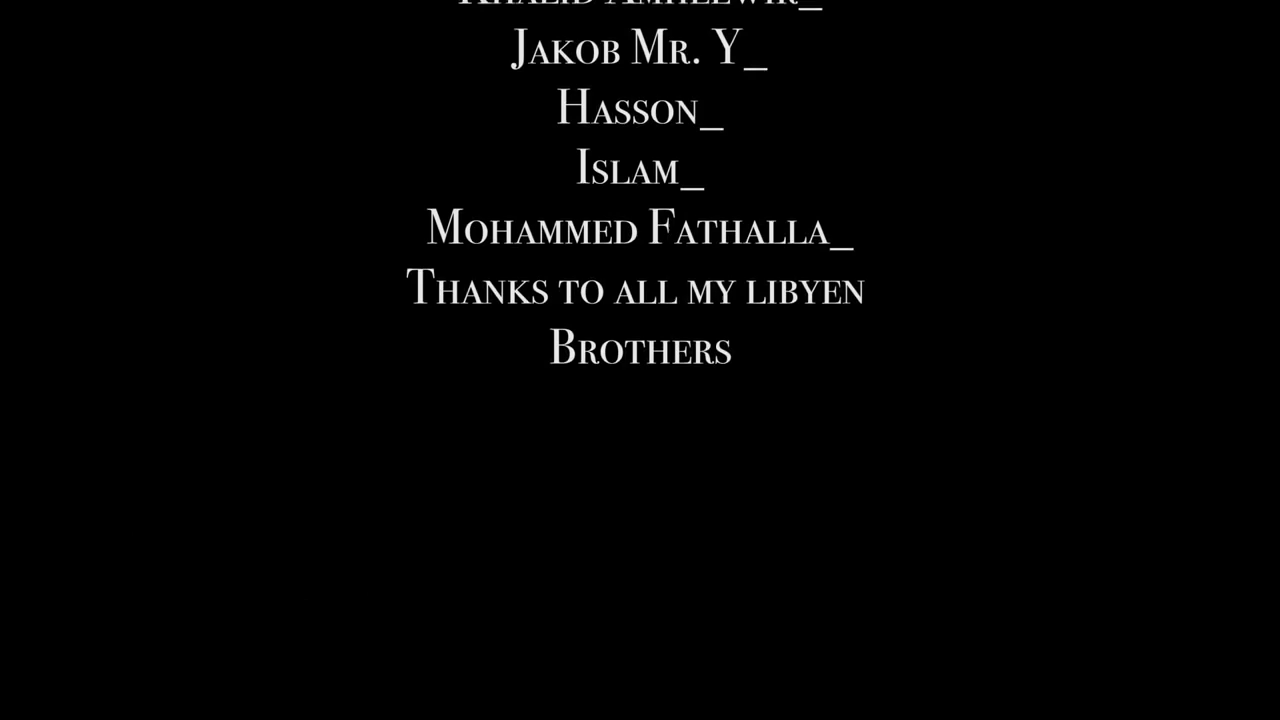 Jakob Mr. Y_
Hasson_
Islam_
Mohammed Fathalla_
Thanks to all my libyen
Brothers